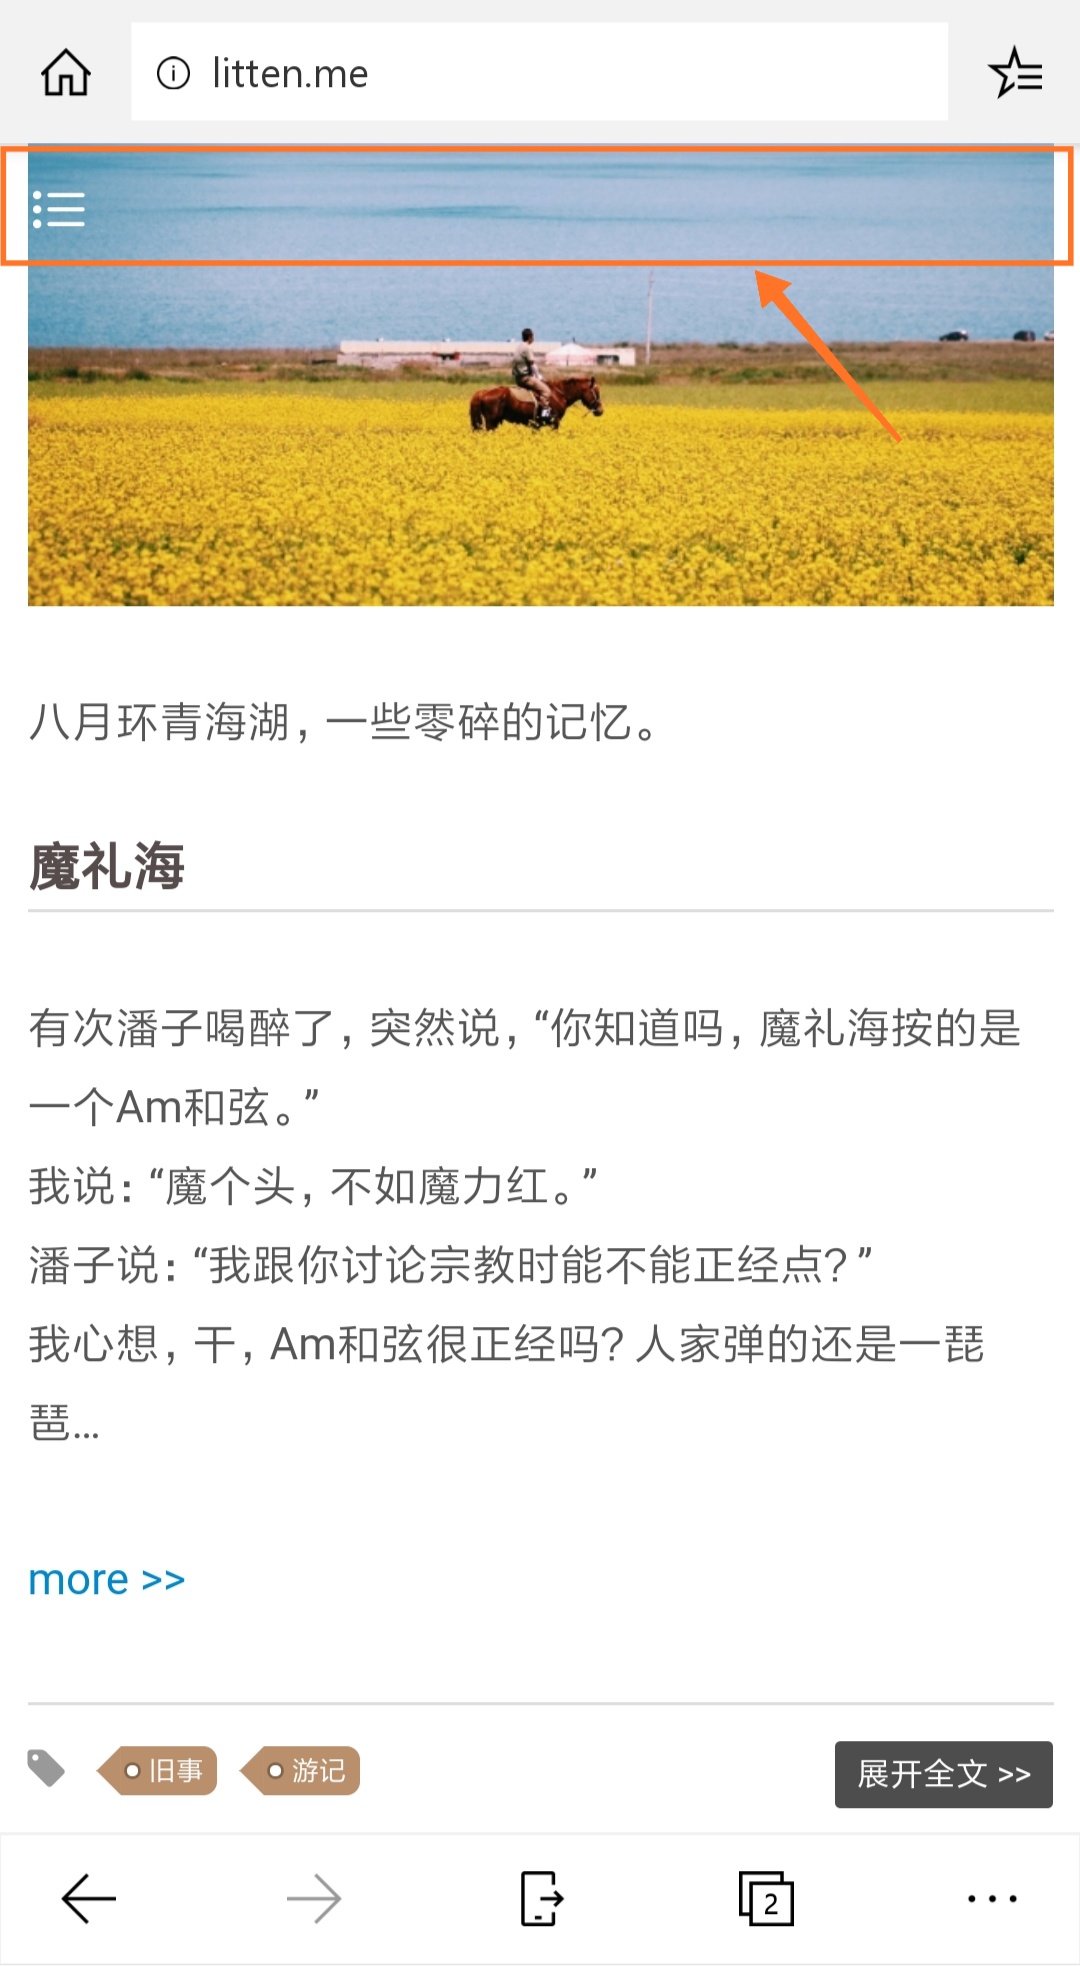 litten.me
八月环青海湖，一些零碎的记忆。
魔礼海
有次潘子喝醉了，突然说，“你知道吗，魔礼海按的是
一个Am和弦。”
我说：“魔个头，不如魔力红。”
潘子说：“我跟你讨论宗教时能不能正经点？”
我心想，干，Am和弦很正经吗？人家弹的还是一琵
琶...
more >>
旧事
游记
展开全文 >>
2